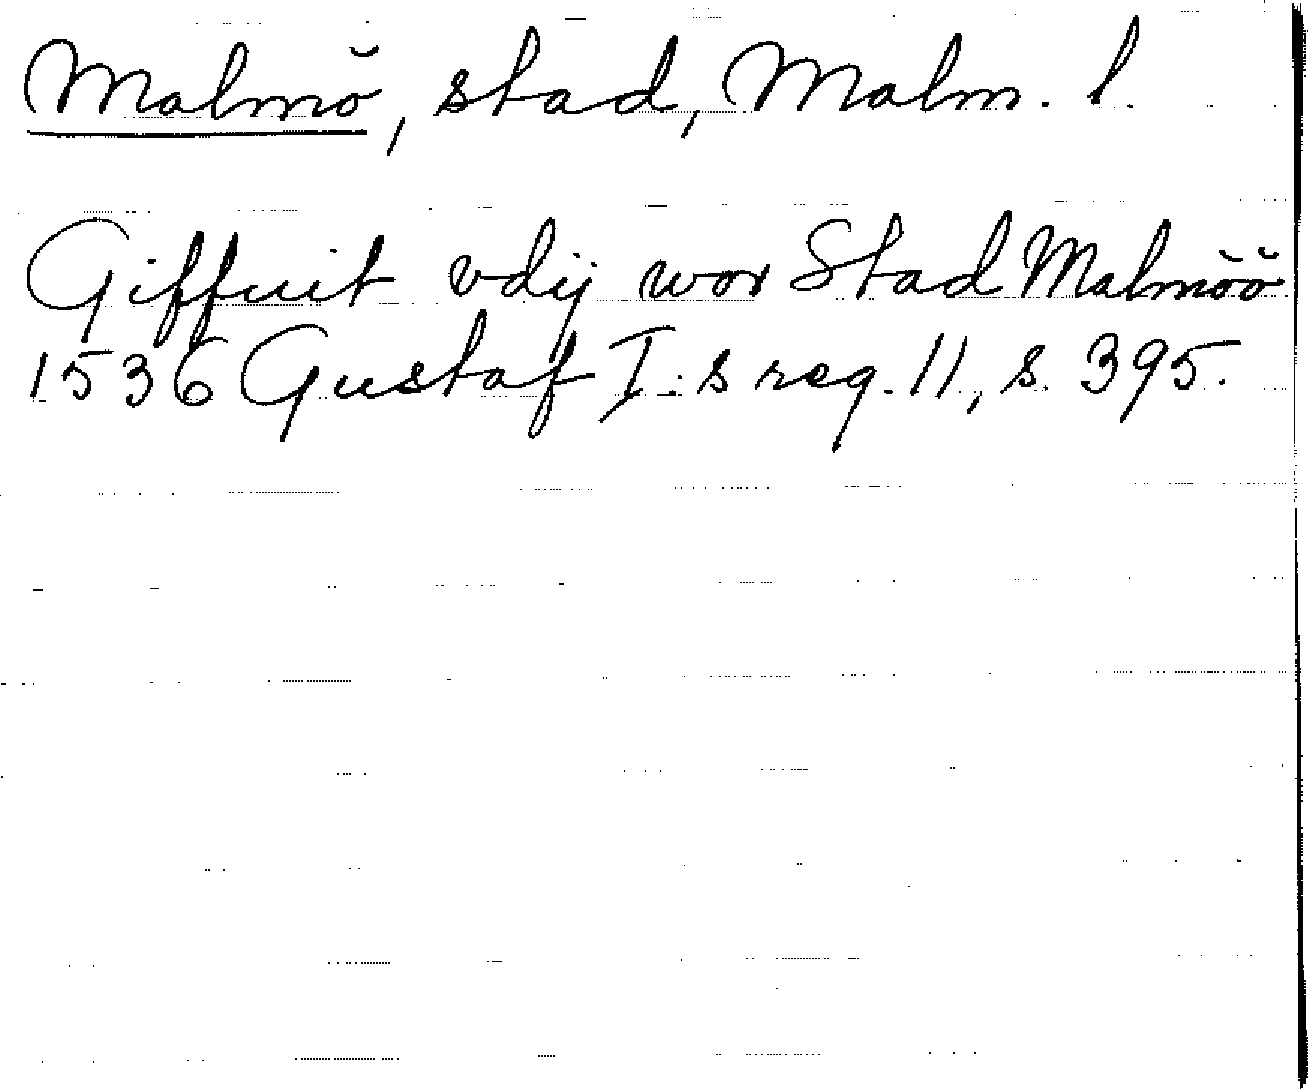 Malmö, stad, Malm. l.
Giffuit vdij wor Stad Malmöö
1536 Gustaf I:s reg. 11, s. 395.